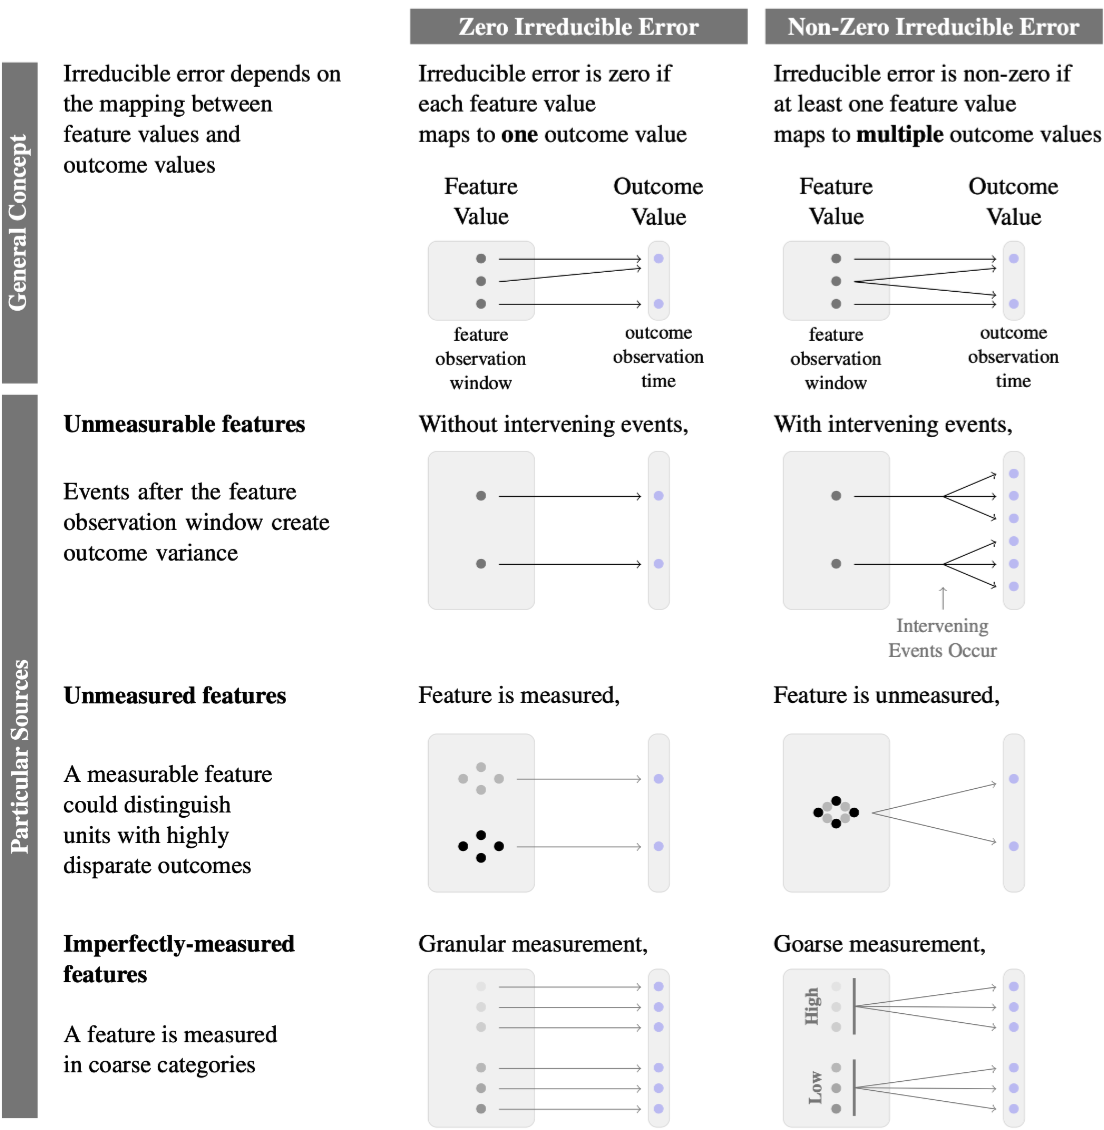 Zero Irreducible Error
Non-Zero Irreducible Error
General Concept
Irreducible error depends on
the mapping between
feature values and
outcome values
Irreducible error is zero if
each feature value
maps to one outcome value
Irreducible error is non-zero if
at least one feature value
maps to multiple outcome values
Feature
Value
Outcome
Value
feature
observation
window
outcome
observation
time
Feature
Value
Outcome
Value
feature
observation
window
outcome
observation
time
Particular Sources
Unmeasurable features
Events after the feature
observation window create
outcome variance
Without intervening events,
With intervening events,
Intervening
Events Occur
Unmeasured features
A measurable feature
could distinguish
units with highly
disparate outcomes
Feature is measured,
Feature is unmeasured,
Imperfectly-measured
features
A feature is measured
in coarse categories
Granular measurement,
Goarse measurement,
High
Low